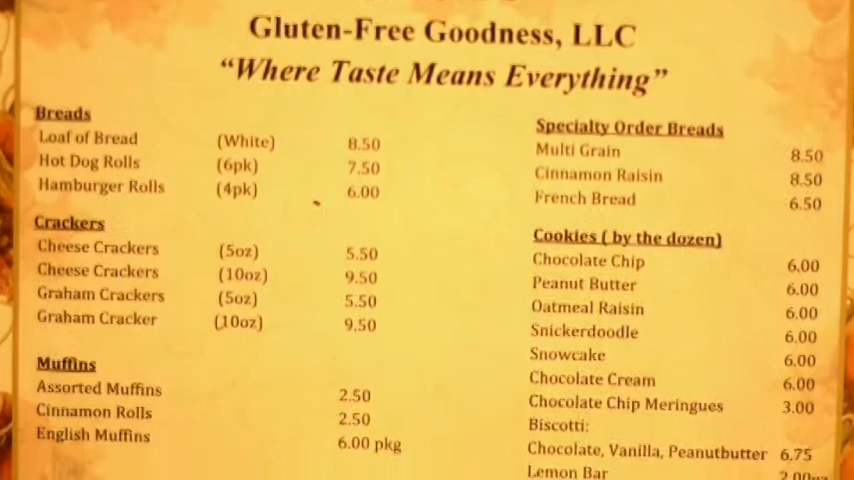 Gluten-Free Goodness, LLC
"Where Taste Means Everything"
Breads
Loaf of Bread (White) 8.50
Hot Dog Rolls (6pk) 7.50
Hamburger Rolls (4pk) 6.00
Crackers
Cheese Crackers (5oz) 5.50
Cheese Crackers (10oz) 9.50
Graham Crackers (5oz) 5.50
Graham Cracker (10oz) 9.50
Muffins
Assorted Muffins 2.50
Cinnamon Rolls 2.50
English Muffins 6.00 pkg
Specialty Order Breads
Multi Grain 8.50
Cinnamon Raisin 8.50
French Bread 6.50
Cookies ( by the dozen)
Chocolate Chip 6.00
Peanut Butter 6.00
Oatmeal Raisin 6.00
Snickerdoodle 6.00
Snowcake 6.00
Chocolate Cream 6.00
Chocolate Chip Meringues 3.00
Biscotti:
Chocolate, Vanilla, Peanutbutter 6.75
Lemon Bar